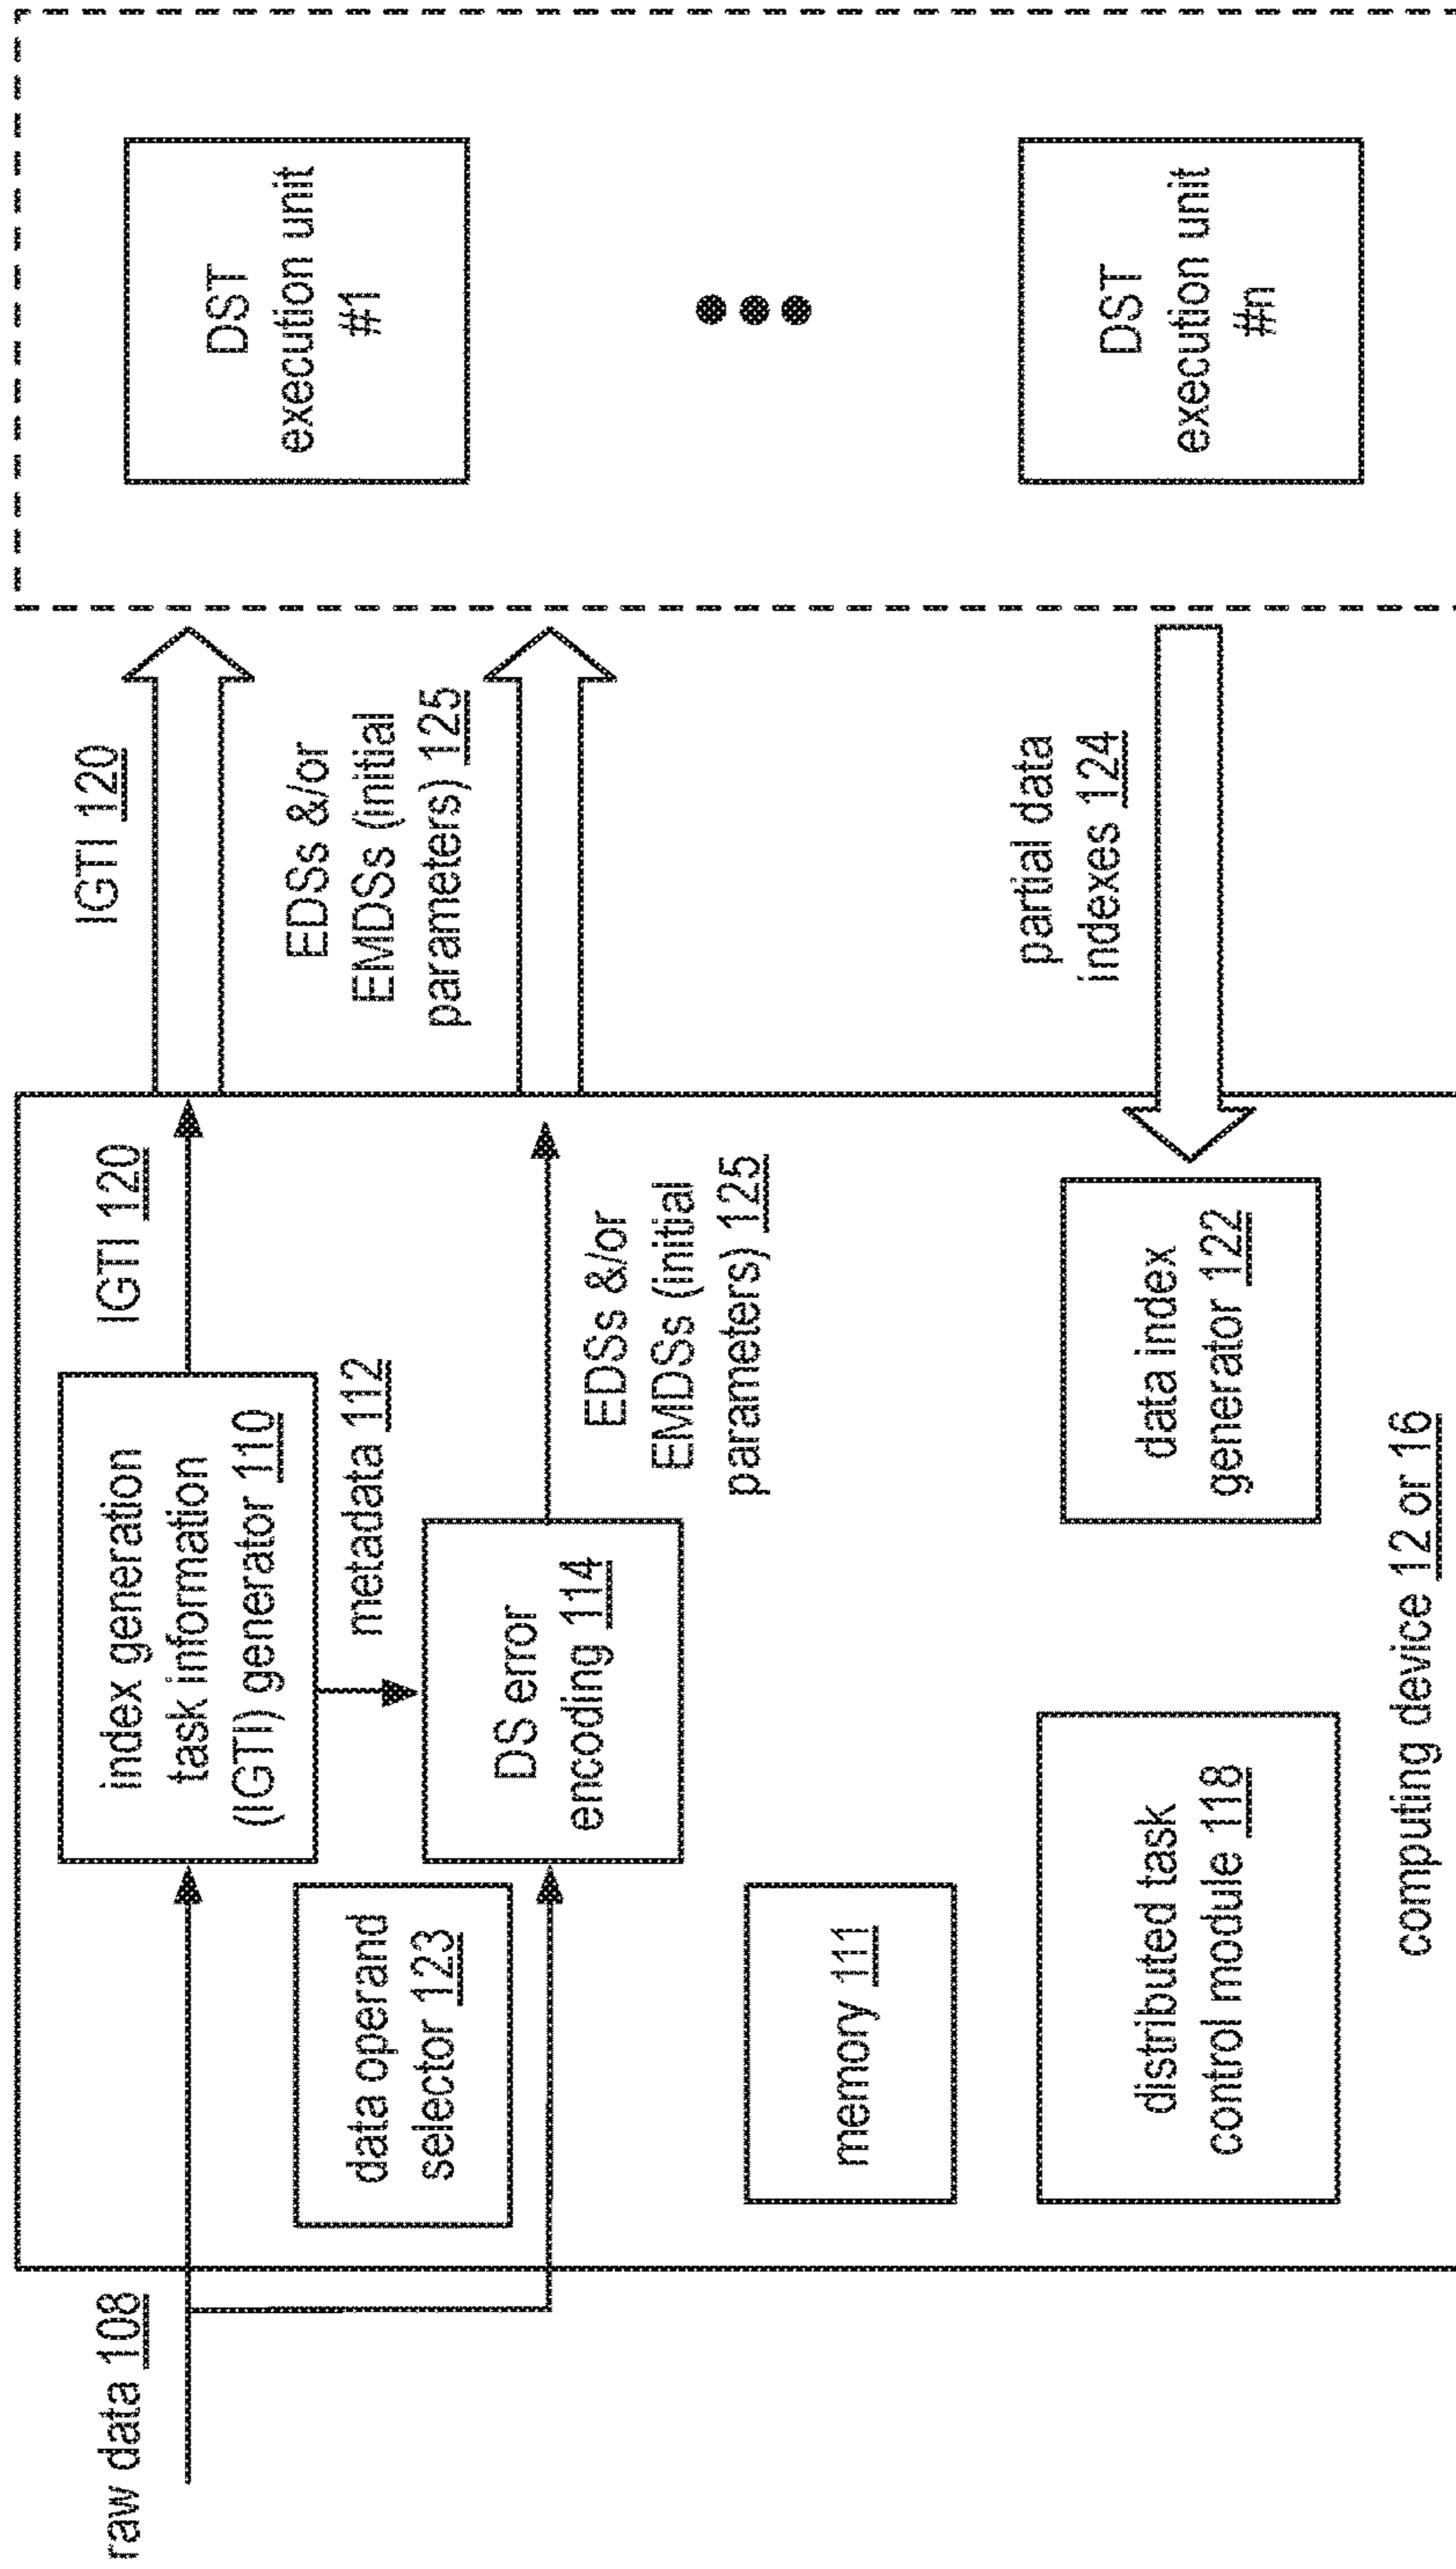 raw data 108
index generation
task information
(IGTI) generator 110
IGTI 120
IGTI 120
DST
execution unit
#1
data operand
selector 123
metadata 112
EDSs &/or
EMDSs (initial
parameters) 125
DS error
encoding 114
EDSs &/or
EMDSs (initial
parameters) 125
memory 111
distributed task
control module 118
data index
generator 122
partial data
indexes 124
DST
execution unit
#n
computing device 12 or 16